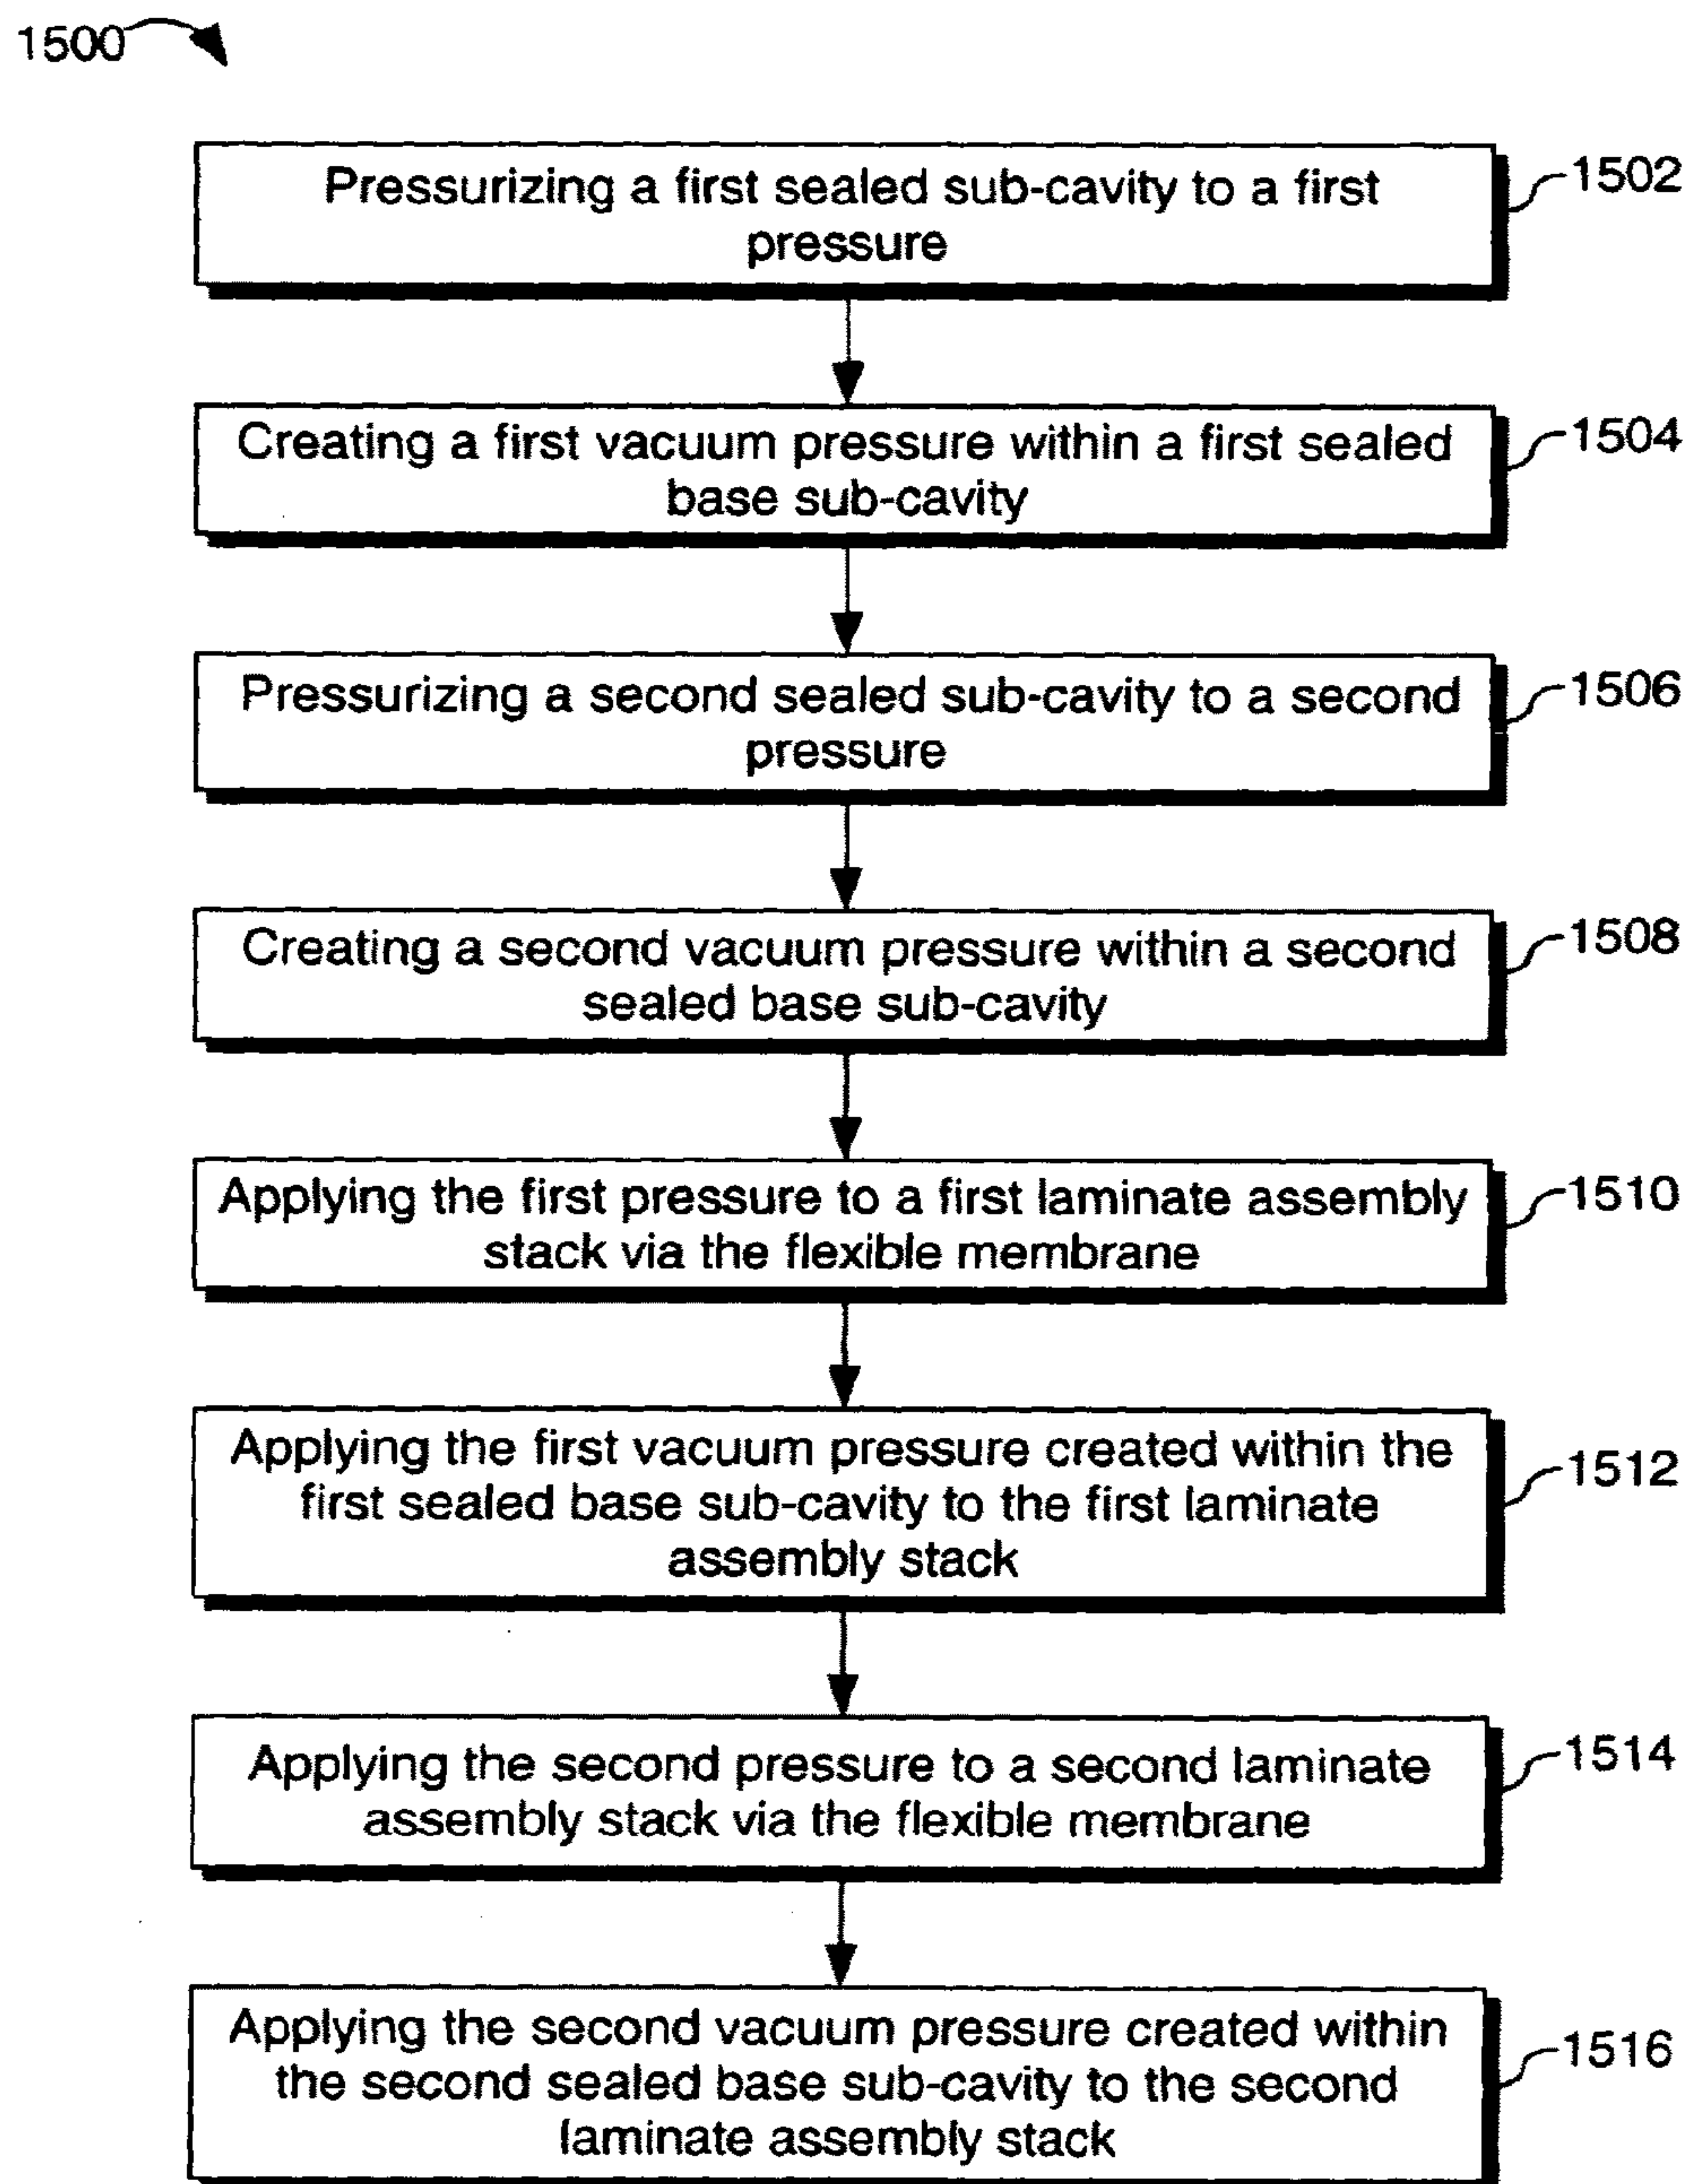 1500
Pressurizing a first sealed sub-cavity to a first
pressure
1502
Creating a first vacuum pressure within a first sealed
base sub-cavity
1504
Pressurizing a second sealed sub-cavity to a second
pressure
1506
Creating a second vacuum pressure within a second
sealed base sub-cavity
1508
Applying the first pressure to a first laminate assembly
stack via the flexible membrane
1510
Applying the first vacuum pressure created within the
first sealed base sub-cavity to the first laminate
assembly stack
1512
Applying the second pressure to a second laminate
assembly stack via the flexible membrane
1514
Applying the second vacuum pressure created within
the second sealed base sub-cavity to the second
laminate assembly stack
1516